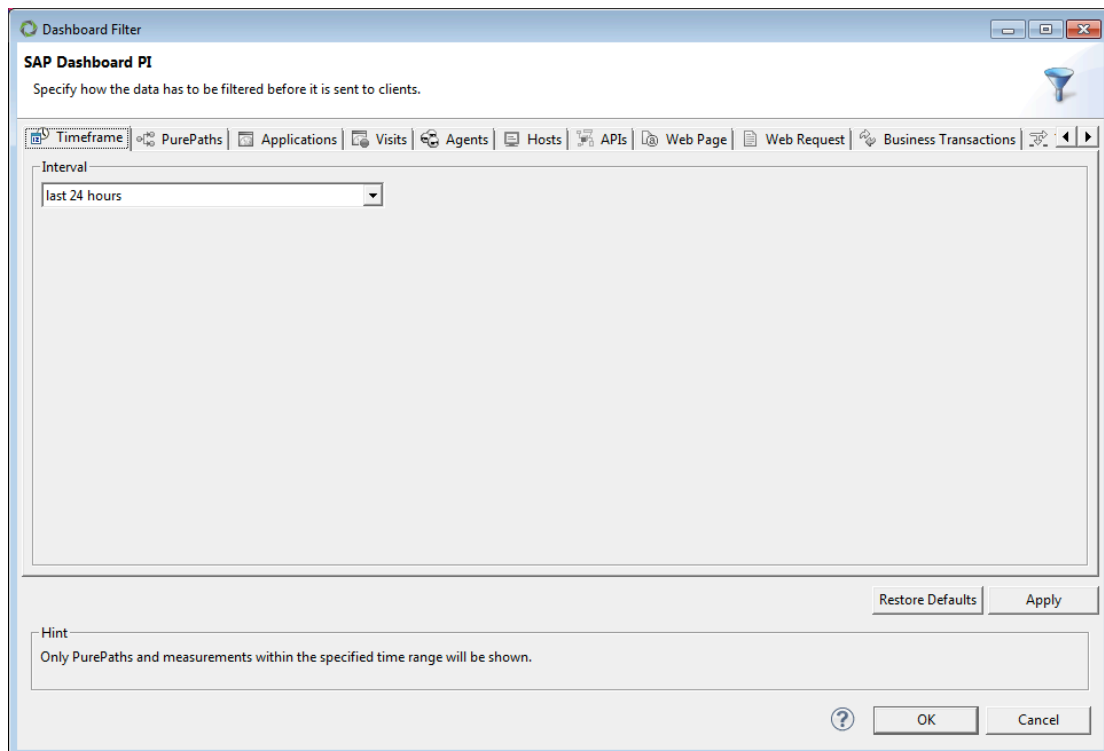 Dashboard Filter
SAP Dashboard PI
Specify how the data has to be filtered before it is sent to clients.
Timeframe PurePaths Applications Visits Agents Hosts APIs Web Page Web Request Business Transactions
Interval
last 24 hours
Restore Defaults Apply
Hint
Only PurePaths and measurements within the specified time range will be shown.
? OK Cancel